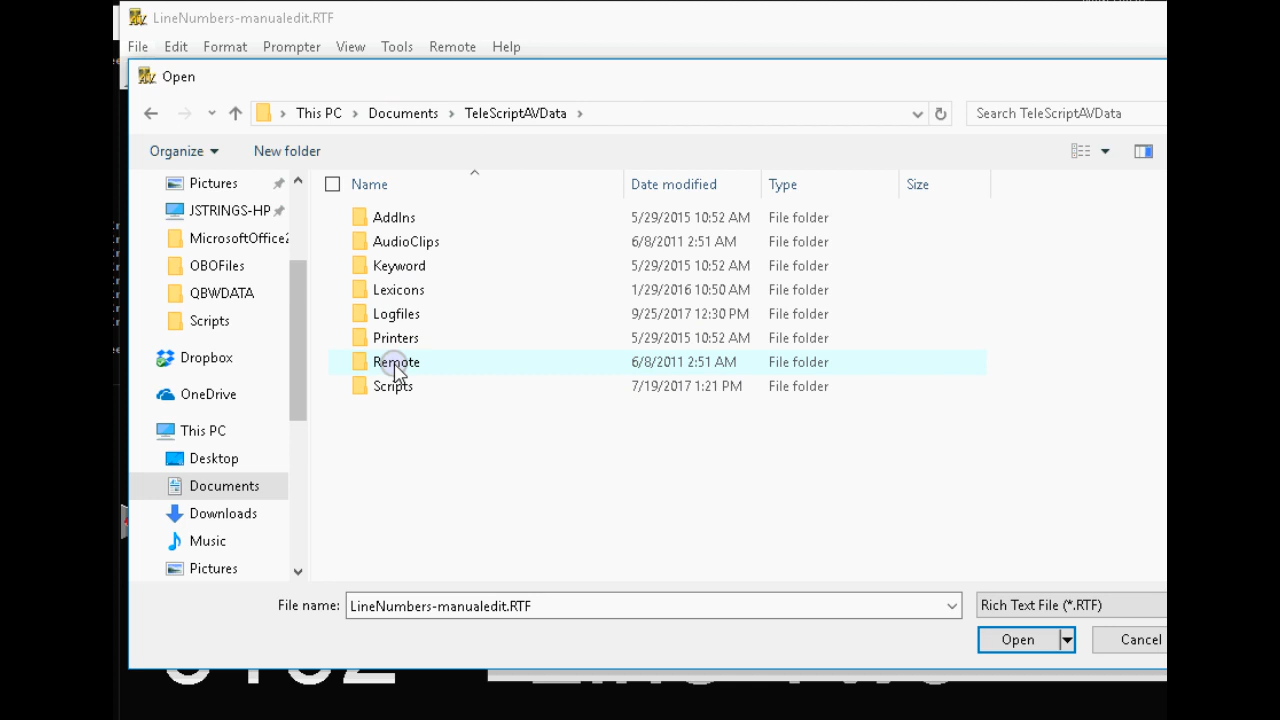 LineNumbers-manualedit.RTF
File Edit Format Prompter View Tools Remote Help
Open
This PC Documents TeleScriptAVData
Search TeleScriptAVData
Organize New folder
Name Date modified Type Size
Pictures
JSTRINGS-HP
MicrosoftOffice2
OBOFiles
QBWDATA
Scripts
Dropbox
OneDrive
This PC
Desktop
Documents
Downloads
Music
Pictures
AddIns 5/29/2015 10:52 AM File folder
AudioClips 6/8/2011 2:51 AM File folder
Keyword 5/29/2015 10:52 AM File folder
Lexicons 1/29/2016 10:50 AM File folder
Logfiles 9/25/2017 12:30 PM File folder
Printers 5/29/2015 10:52 AM File folder
Remote 6/8/2011 2:51 AM File folder
Scripts 7/19/2017 1:21 PM File folder
File name: LineNumbers-manualedit.RTF
Rich Text File (*.RTF)
Open Cancel